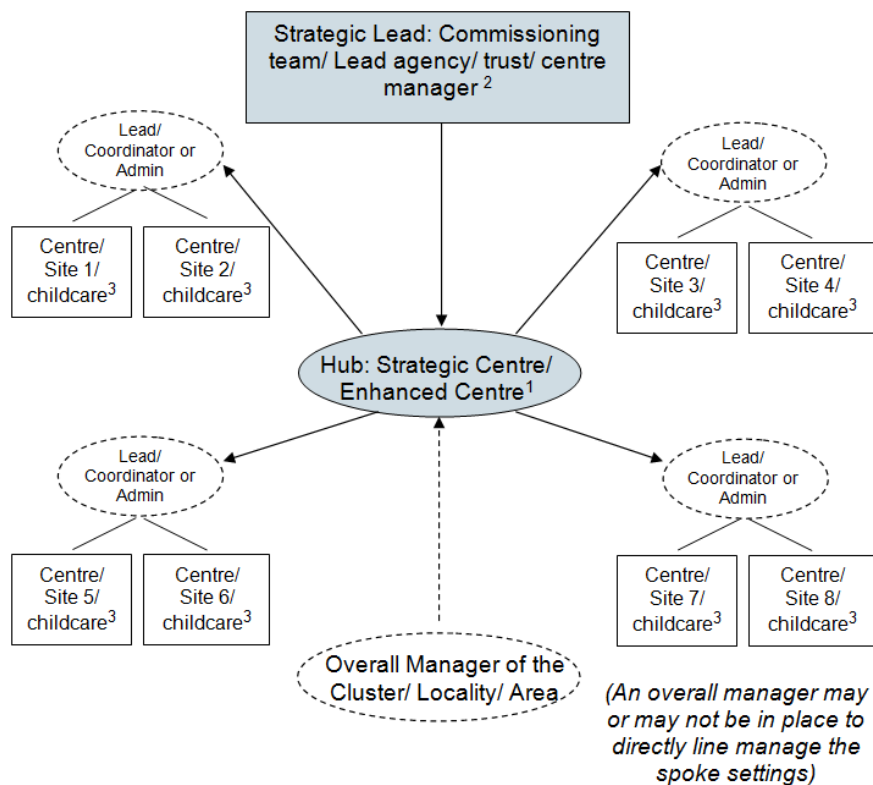 Strategic Lead: Commissioning
team/ Lead agency/ trust/ centre
manager 2
Lead/
Coordinator or
Admin
Lead/
Coordinator or
Admin
Centre/
Site 1/
childcare3
Centre/
Site 2/
childcare3
Centre/
Site 3/
childcare3
Centre/
Site 4/
childcare3
Hub: Strategic Centre/
Enhanced Centre1
Lead/
Coordinator or
Admin
Lead/
Coordinator or
Admin
Centre/
Site 5/
childcare3
Centre/
Site 6/
childcare3
Centre/
Site 7/
childcare3
Centre/
Site 8/
childcare3
Overall Manager of the
Cluster/ Locality/ Area
(An overall manager may
or may not be in place to
directly line manage the
spoke settings)